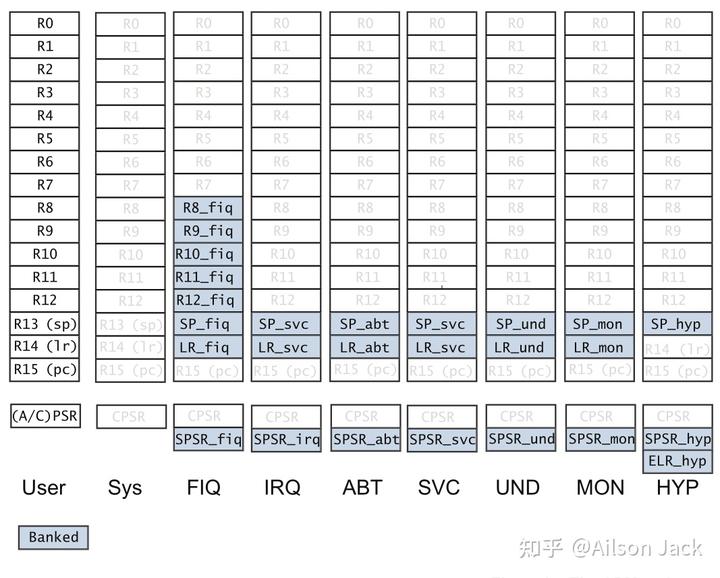 R0 R0 R0 R0 R0 R0 R0 R0 R0
R1 R1 R1 R1 R1 R1 R1 R1 R1
R2 R2 R2 R2 R2 R2 R2 R2 R2
R3 R3 R3 R3 R3 R3 R3 R3 R3
R4 R4 R4 R4 R4 R4 R4 R4 R4
R5 R5 R5 R5 R5 R5 R5 R5 R5
R6 R6 R6 R6 R6 R6 R6 R6 R6
R7 R7 R7 R7 R7 R7 R7 R7 R7
R8 R8 R8_fiq R8 R8 R8 R8 R8 R8
R9 R9 R9_fiq R9 R9 R9 R9 R9 R9
R10 R10 R10_fiq R10 R10 R10 R10 R10 R10
R11 R11 R11_fiq R11 R11 R11 R11 R11 R11
R12 R12 R12_fiq R12 R12 R12 R12 R12 R12
R13 (sp) R13 (sp) SP_fiq SP_svc SP_abt SP_svc SP_und SP_mon SP_hyp
R14 (lr) R14 (lr) LR_fiq LR_svc LR_abt LR_svc LR_und LR_mon R14 (lr)
R15 (pc) R15 (pc) R15 (pc) R15 (pc) R15 (pc) R15 (pc) R15 (pc) R15 (pc) R15 (pc)
(A/C)PSR CPSR CPSR CPSR CPSR CPSR CPSR CPSR CPSR
SPSR_fiq SPSR_irq SPSR_abt SPSR_svc SPSR_und SPSR_mon SPSR_hyp
ELR_hyp
User Sys FIQ IRQ ABT SVC UND MON HYP
Banked
知乎 @Ailson Jack